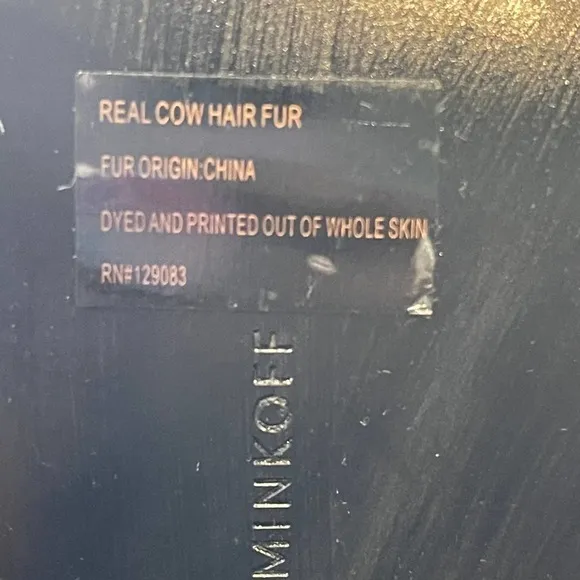 REAL COW HAIR FUR
FUR ORIGIN:CHINA
DYED AND PRINTED OUT OF WHOLE SKIN
RN#129083
MINKOFF